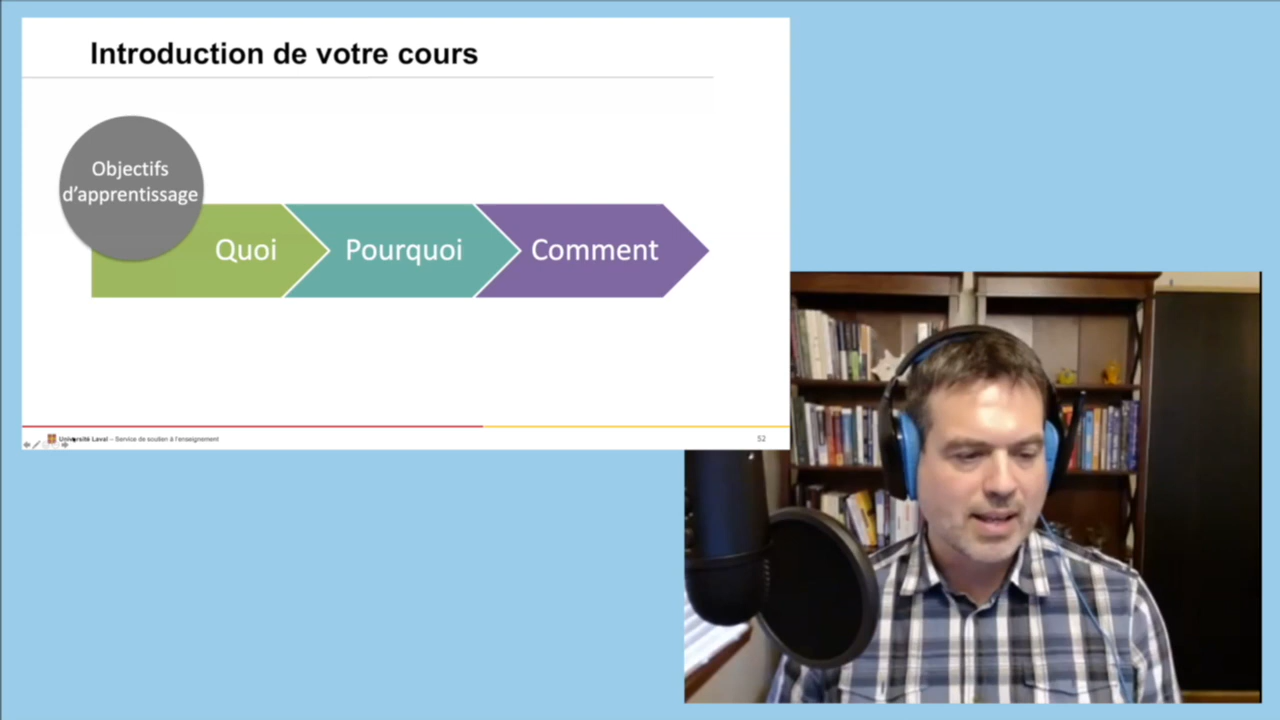 Introduction de votre cours
Objectifs
d'apprentissage
Quoi
Pourquoi
Comment
Université Laval – Service de soutien à l'enseignement
52